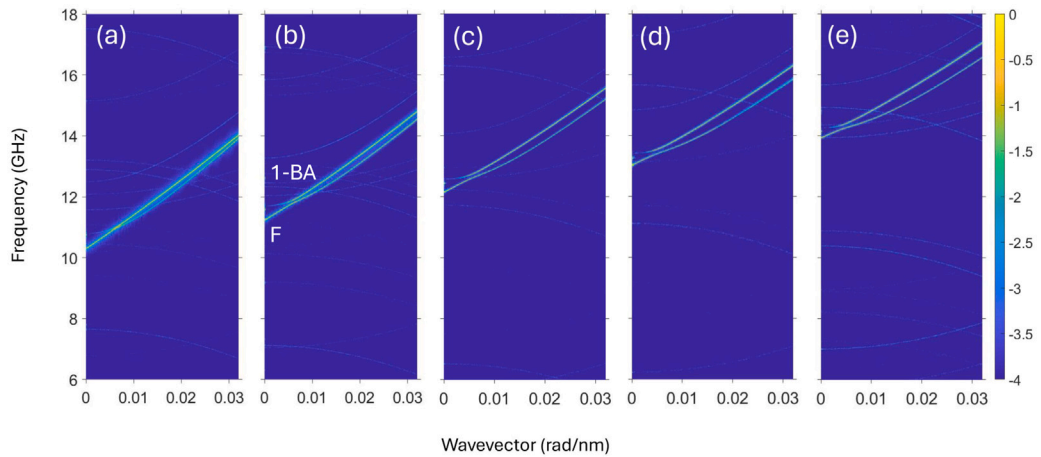 (a) (b) (c) (d) (e)
18 0
16 -0.5
14 -1
12 -1.5
10 -2
8 -2.5
6 -3
-3.5
-4
1-BA
F
0 0.01 0.02 0.03 0 0.01 0.02 0.03 0 0.01 0.02 0.03 0 0.01 0.02 0.03 0 0.01 0.02 0.03
Frequency (GHz)
Wavevector (rad/nm)